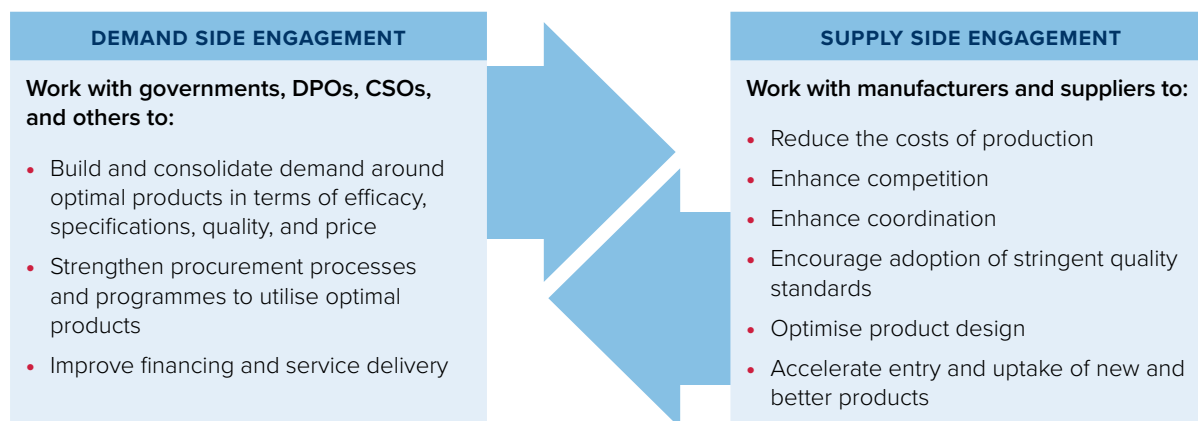 DEMAND SIDE ENGAGEMENT
Work with governments, DPOs, CSOs,
and others to:
• Build and consolidate demand around
optimal products in terms of efficacy,
specifications, quality, and price
• Strengthen procurement processes
and programmes to utilise optimal
products
• Improve financing and service delivery
SUPPLY SIDE ENGAGEMENT
Work with manufacturers and suppliers to:
• Reduce the costs of production
• Enhance competition
• Enhance coordination
• Encourage adoption of stringent quality
standards
• Optimise product design
• Accelerate entry and uptake of new and
better products